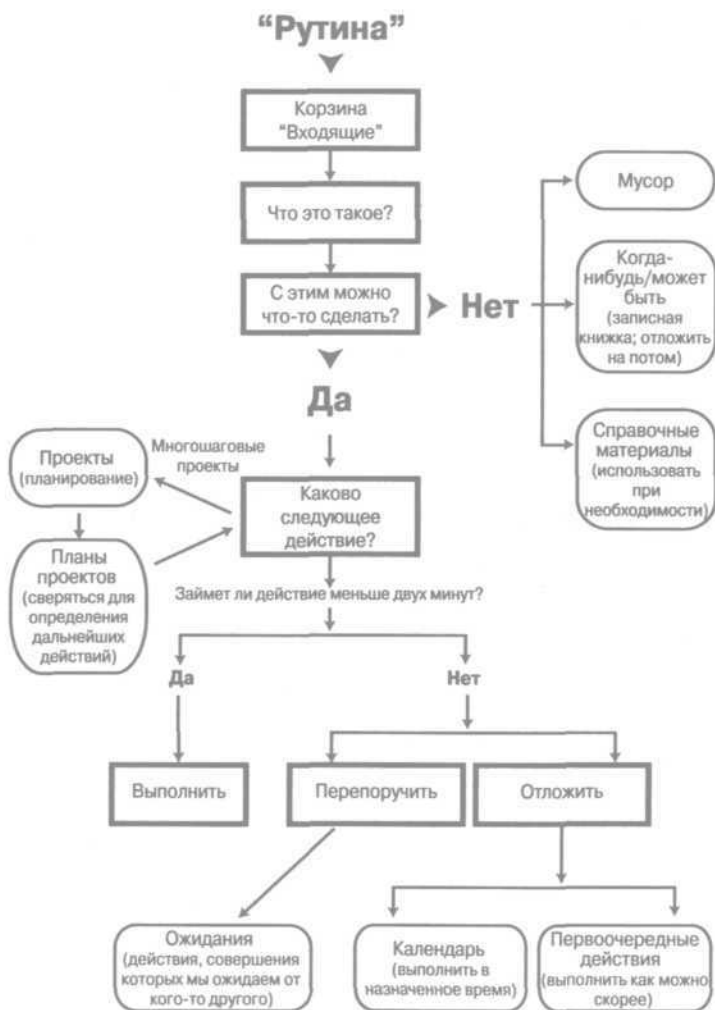 “Рутина”
Корзина
“Входящие”
Что это такое?
С этим можно
что-то сделать?
Нет
Мусор
Когда-
нибудь/может
быть
(записная
книжка; отложить
на потом)
Справочные
материалы
(использовать
при
необходимости)
Да
Многошаговые
проекты
Проекты
(планирование)
Каково
следующее
действие?
Планы
проектов
(сверяться для
определения
дальнейших
действий)
Займет ли действие меньше двух минут?
Да
Нет
Выполнить
Перепоручить
Отложить
Ожидания
(действия, совершения
которых мы ожидаем от
кого-то другого)
Календарь
(выполнить в
назначенное время)
Первоочередные
действия
(выполнить как можно
скорее)